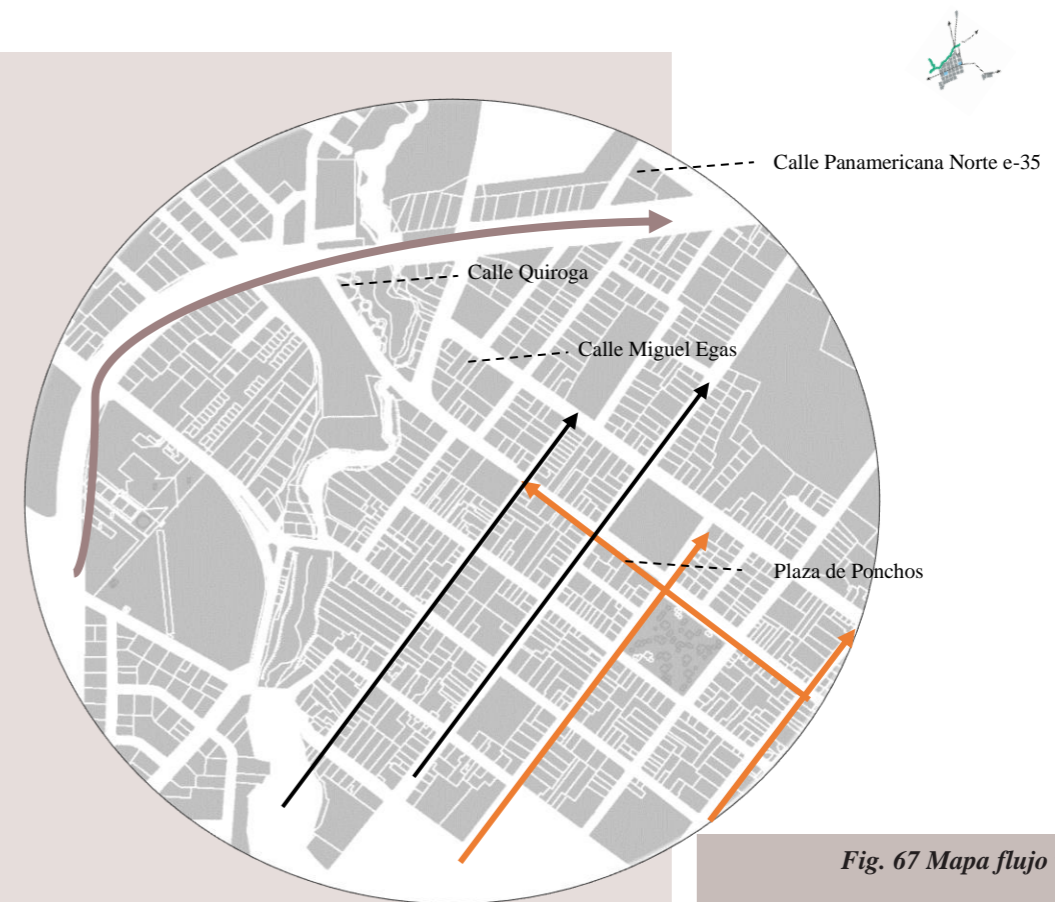 Calle Panamericana Norte e-35
Calle Quiroga
Calle Miguel Egas
Plaza de Ponchos
Fig. 67 Mapa flujo